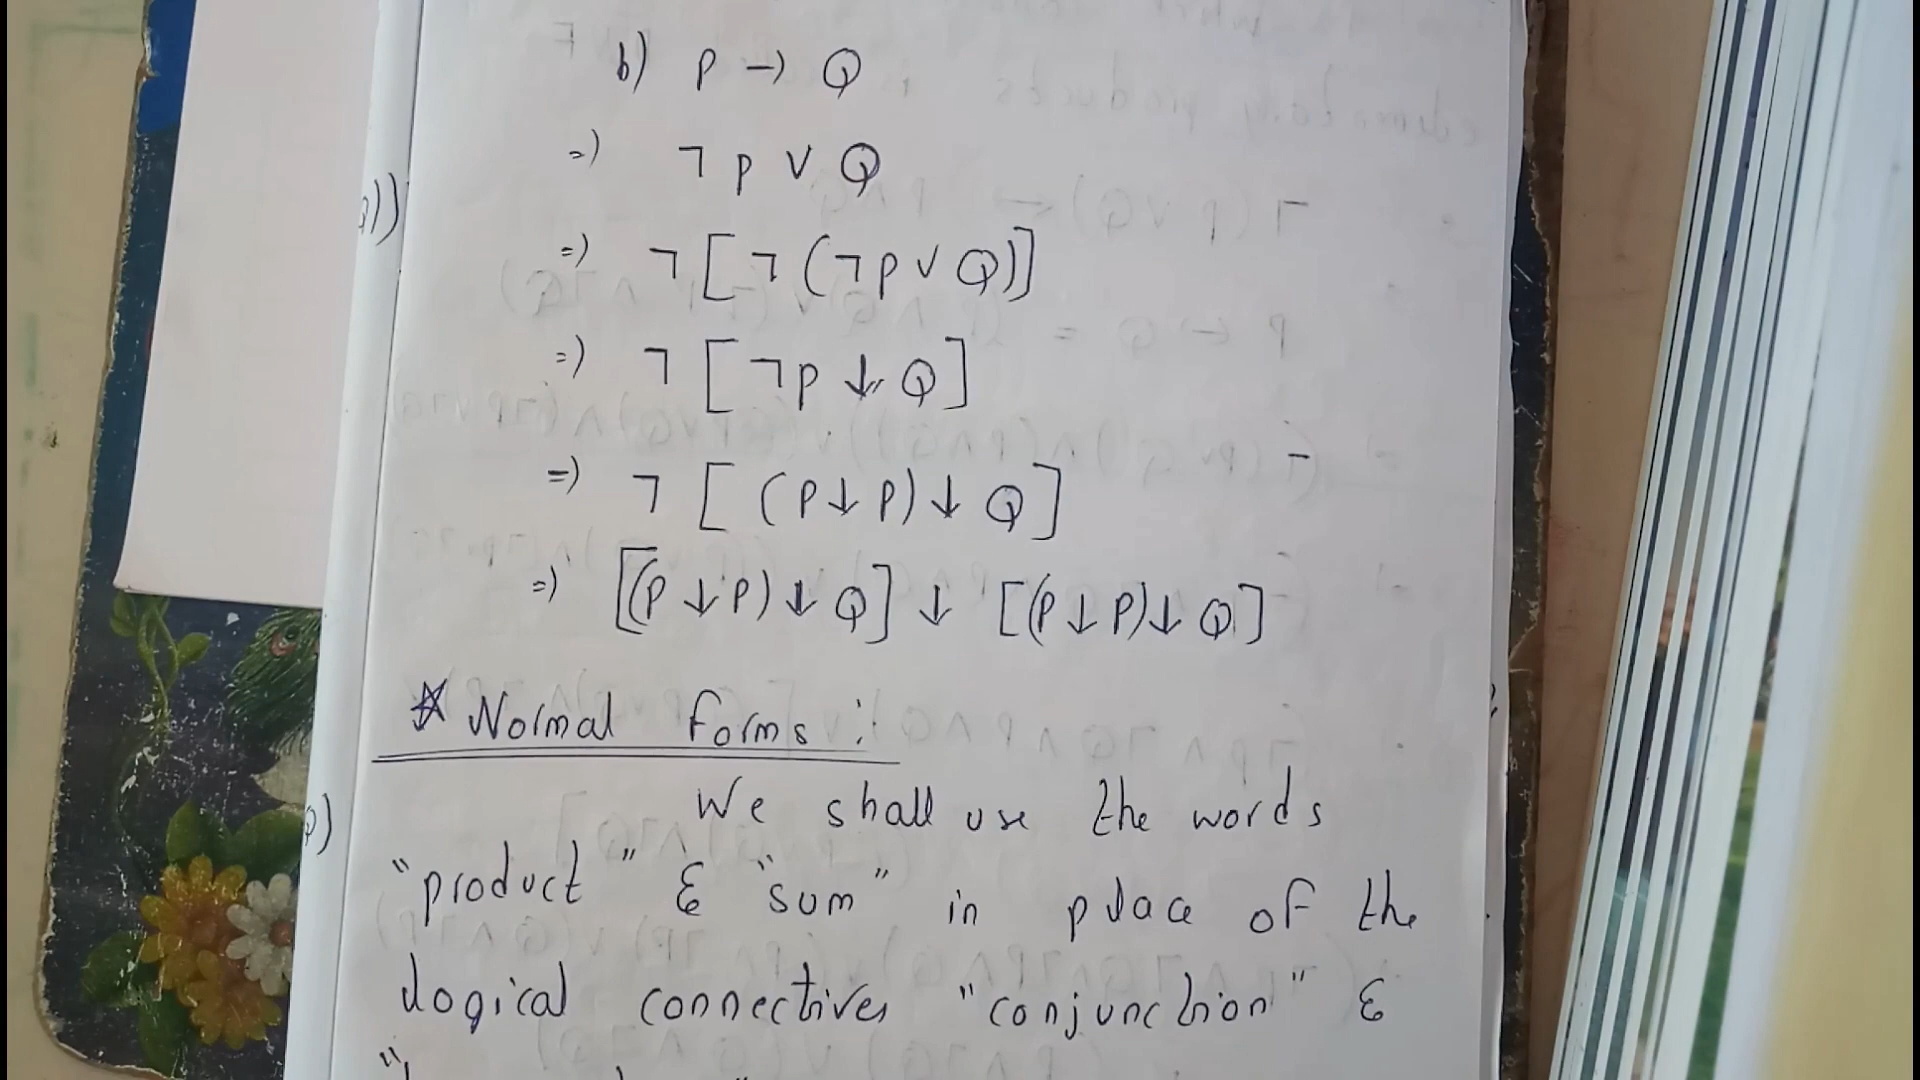 b) P → Q
=) ¬ P ∨ Q
=) ¬ [ ¬ (¬P ∨ Q)]
=) ¬ [ ¬P ↓ Q ]
=) ¬ [ (P ↓ P) ↓ Q ]
=) [(P ↓ P) ↓ Q] ↓ [(P ↓ P) ↓ Q]
☆ Normal Forms :
We shall use the words
"product" & "sum" in place of the
logical connectives "conjunction" &